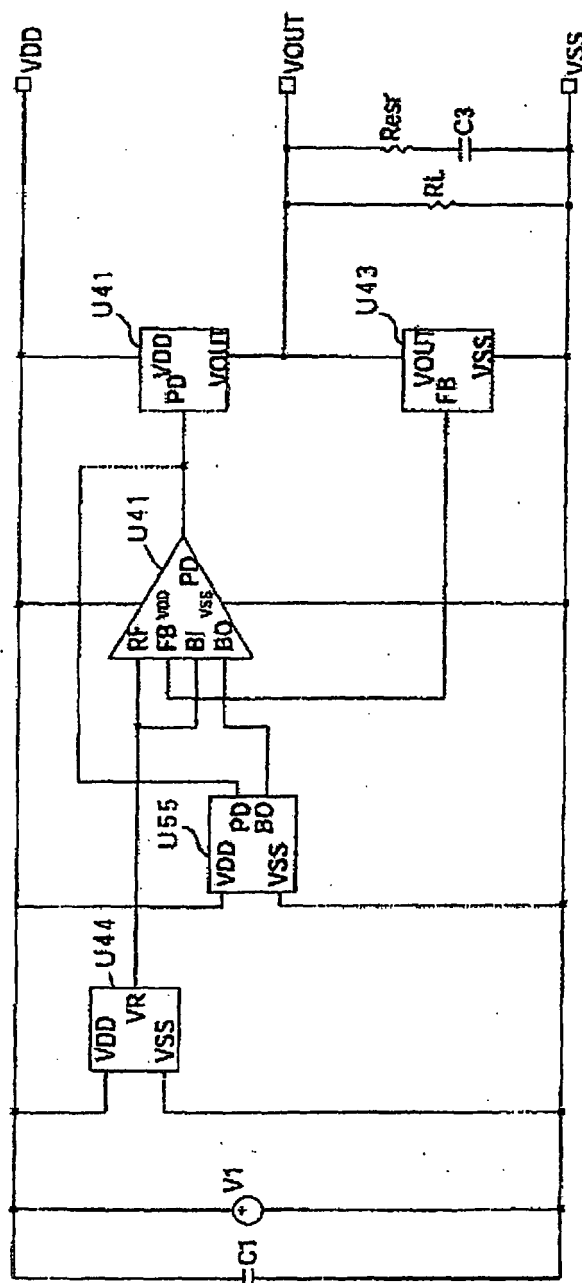 VDD
VOUT
VSS
Resr
C3
RL
U41
VDD
PD
VOUT
U43
VOUT
FB
VSS
U41
RF
FB
VDD
BI
VSS
BO
PD
U55
VDD
PD
BO
VSS
U44
VDD
VR
VSS
V1
+
C1